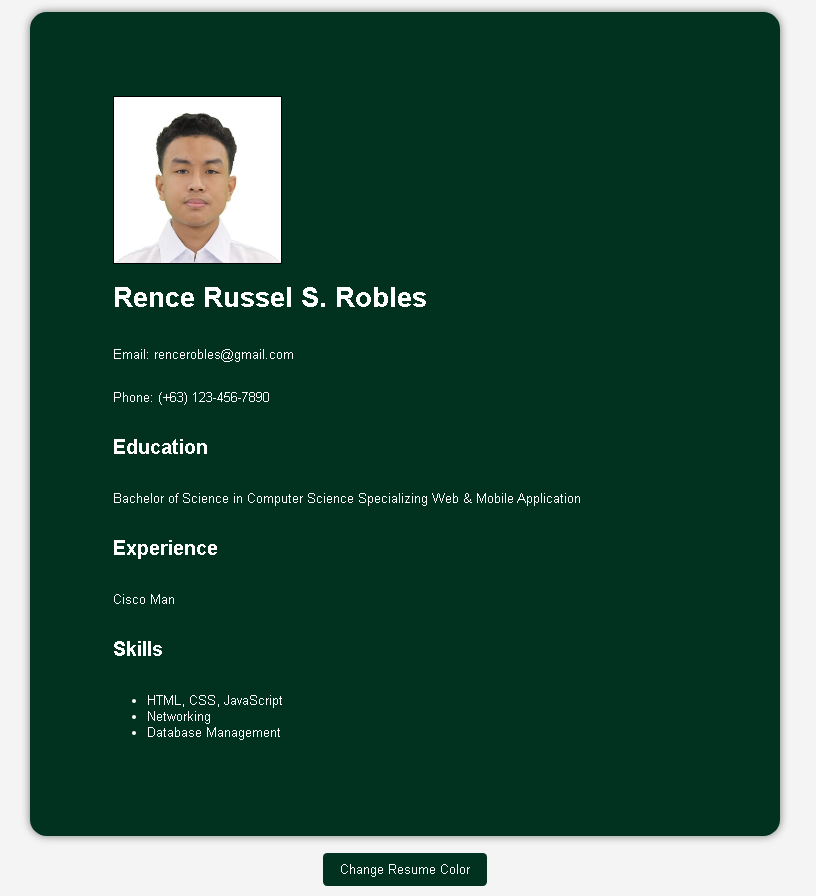 Rence Russel S. Robles
Email: rencerobles@gmail.com
Phone: (+63) 123-456-7890
Education
Bachelor of Science in Computer Science Specializing Web & Mobile Application
Experience
Cisco Man
Skills
• HTML, CSS, JavaScript
• Networking
• Database Management
Change Resume Color